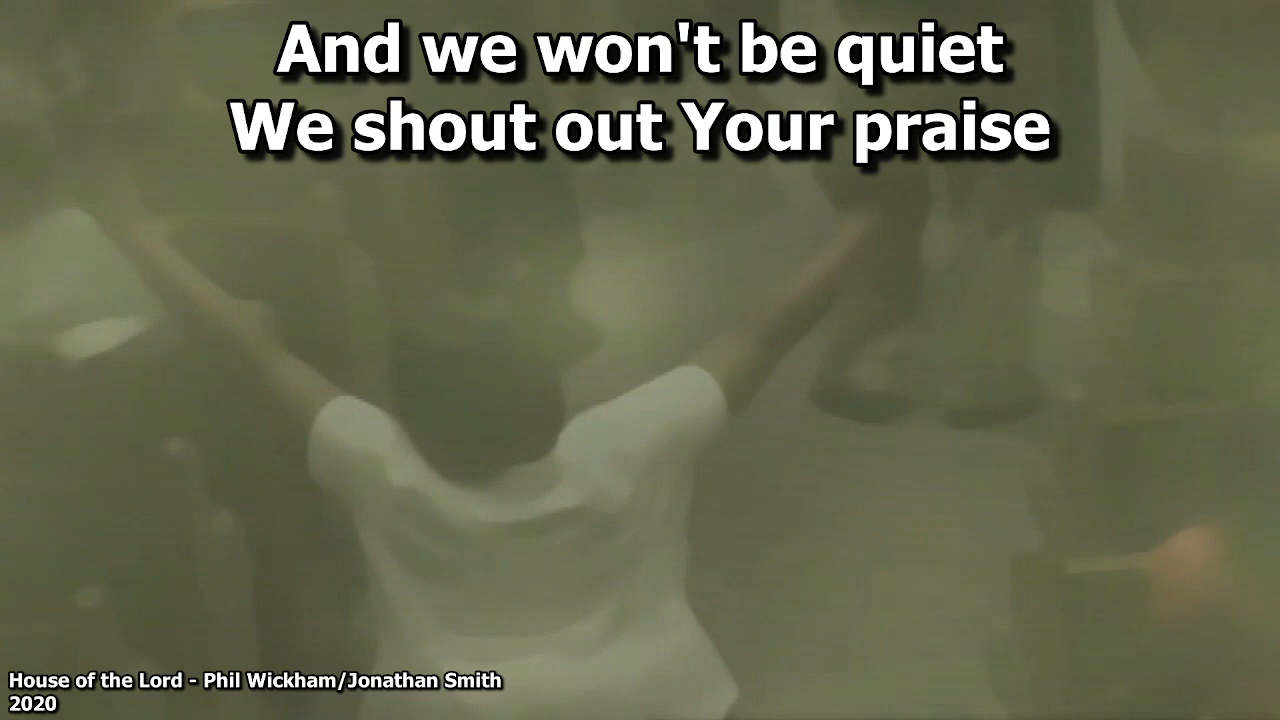 And we won't be quiet
We shout out Your praise
House of the Lord - Phil Wickham/Jonathan Smith
2020